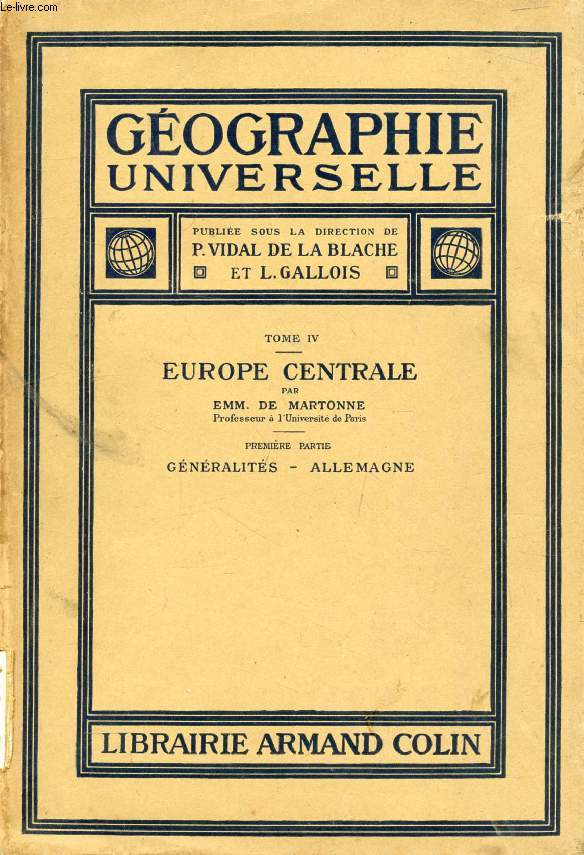 Le-livre.com
GÉOGRAPHIE
UNIVERSELLE
PUBLIÉE SOUS LA DIRECTION DE
P. VIDAL DE LA BLACHE
ET L. GALLOIS
TOME IV
EUROPE CENTRALE
PAR
EMM. DE MARTONNE
Professeur à l'Université de Paris
PREMIÈRE PARTIE
GÉNÉRALITÉS - ALLEMAGNE
LIBRAIRIE ARMAND COLIN